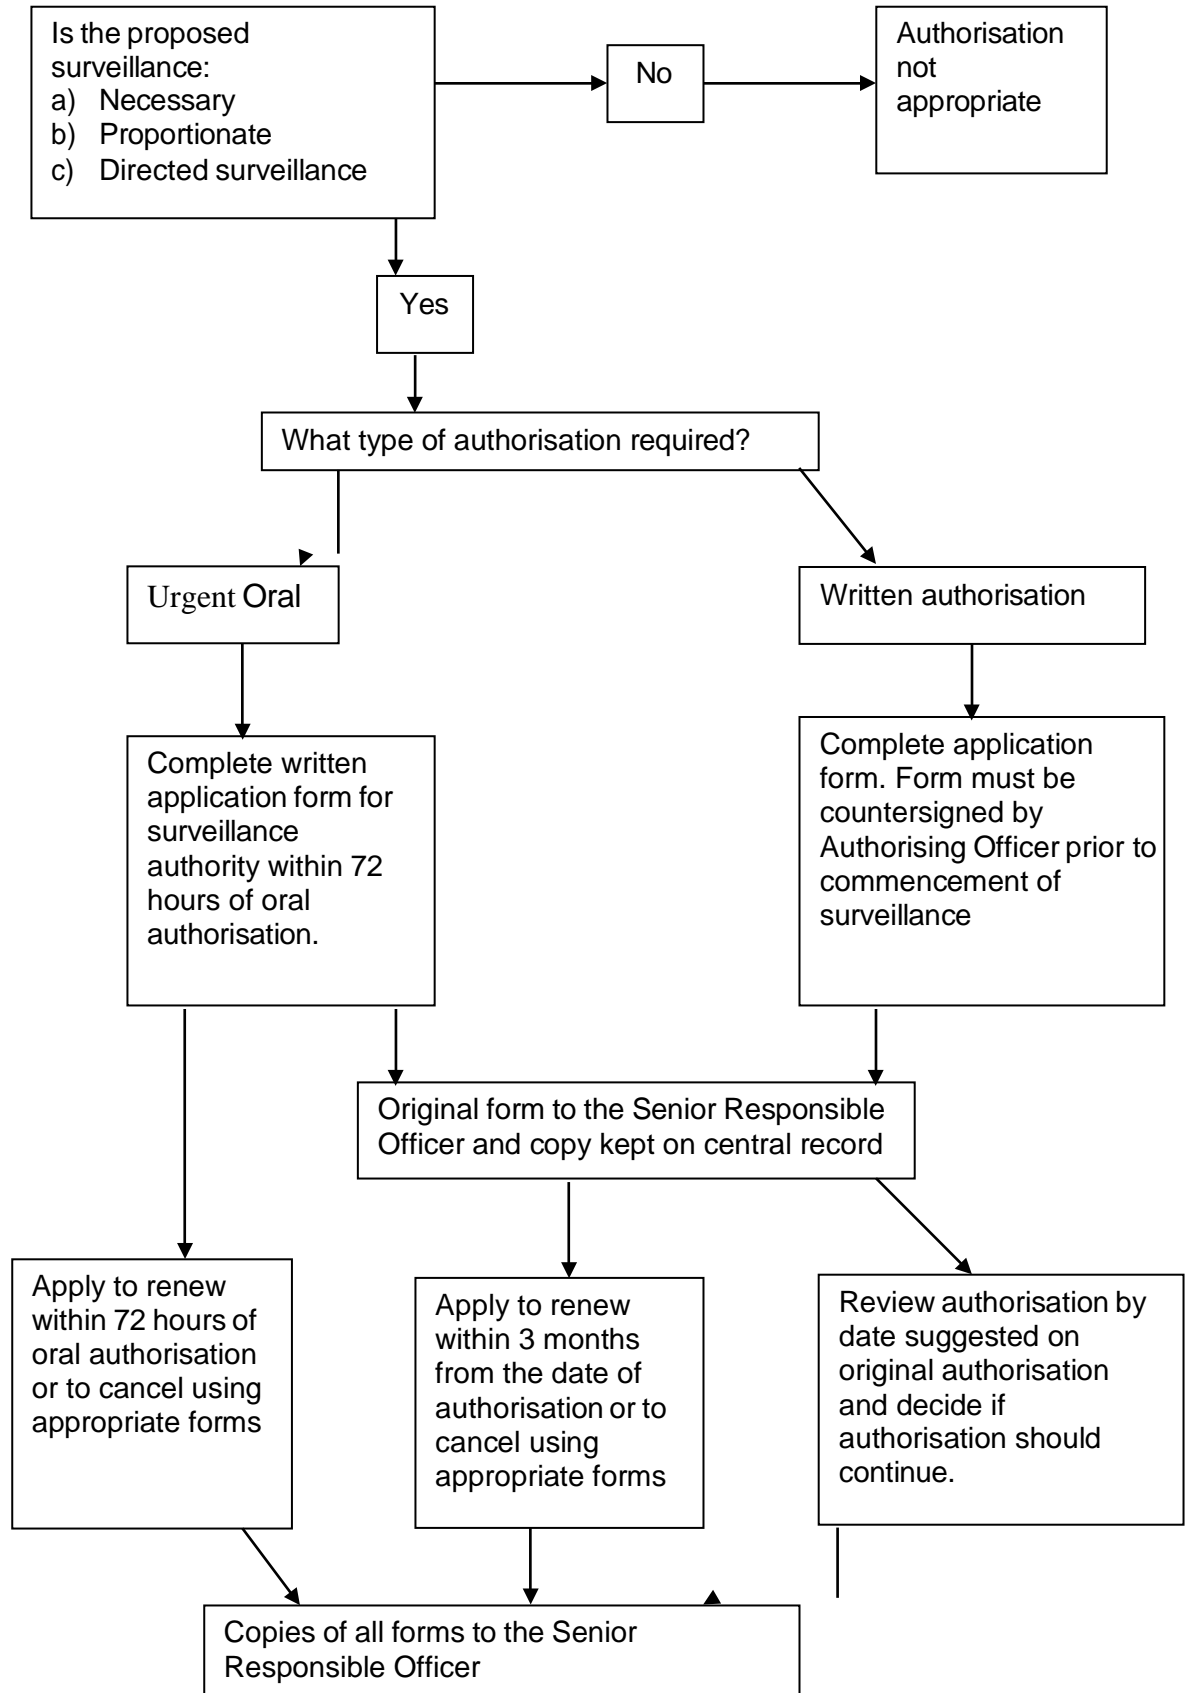 Is the proposed
surveillance:
a) Necessary
b) Proportionate
c) Directed surveillance
No
Authorisation
not
appropriate
Yes
What type of authorisation required?
Urgent Oral
Written authorisation
Complete written
application form for
surveillance
authority within 72
hours of oral
authorisation.
Complete application
form. Form must be
countersigned by
Authorising Officer prior to
commencement of
surveillance
Original form to the Senior Responsible
Officer and copy kept on central record
Apply to renew
within 72 hours of
oral authorisation
or to cancel using
appropriate forms
Apply to renew
within 3 months
from the date of
authorisation or to
cancel using
appropriate forms
Review authorisation by
date suggested on
original authorisation
and decide if
authorisation should
continue.
Copies of all forms to the Senior
Responsible Officer